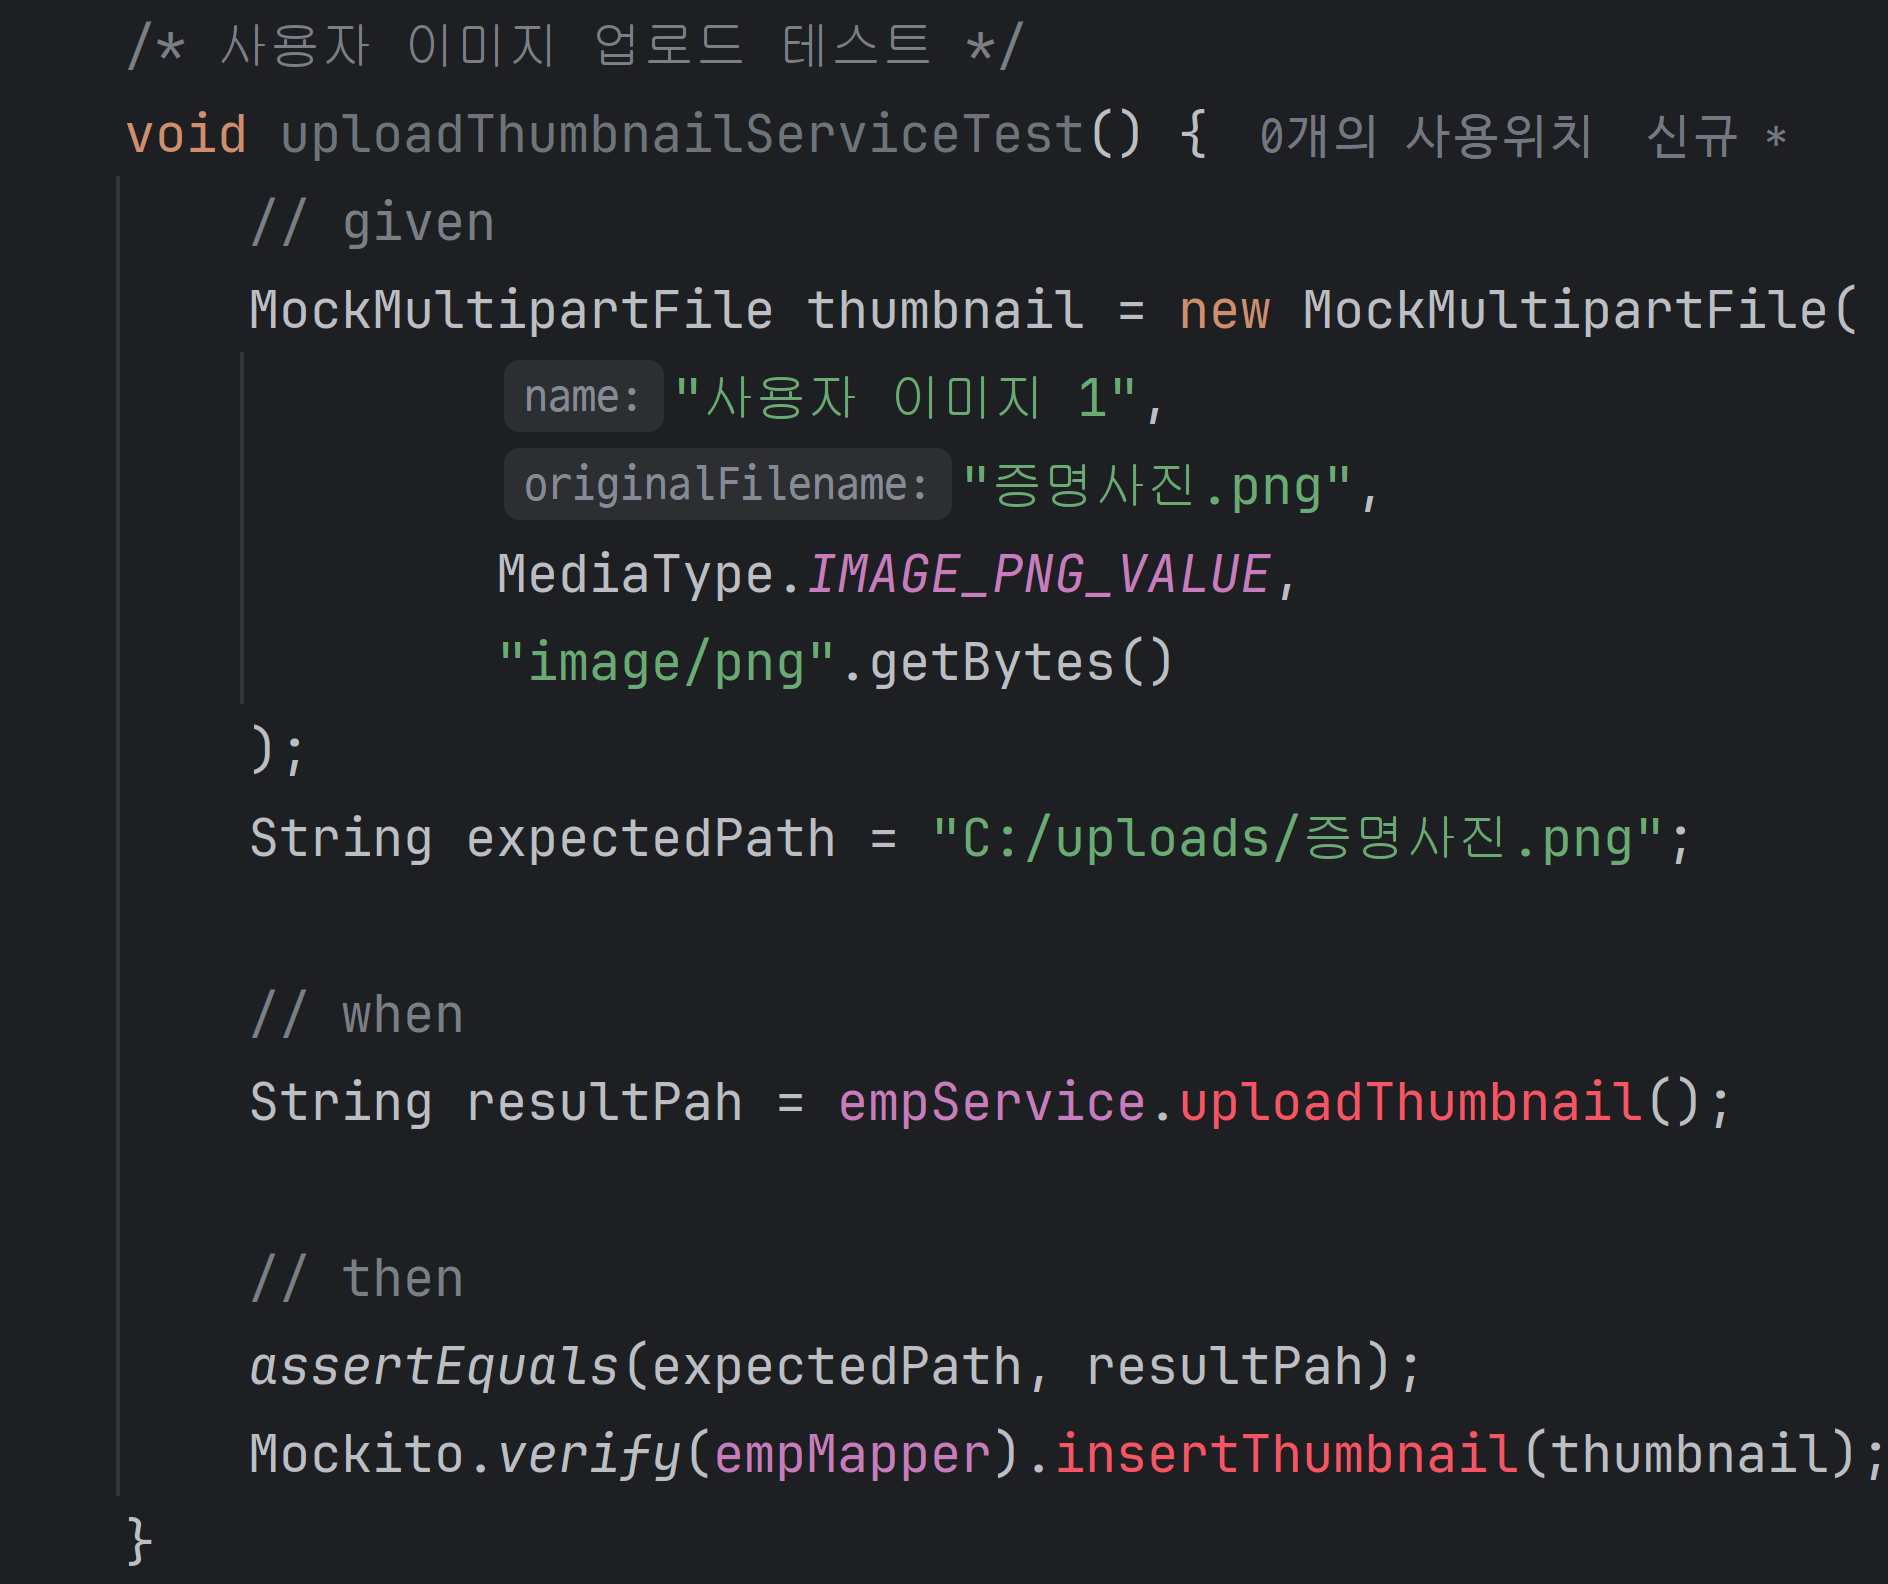 /* 사용자 이미지 업로드 테스트 */
void uploadThumbnailServiceTest() { 0개의 사용위치 신규 *
// given
MockMultipartFile thumbnail = new MockMultipartFile(
name: "사용자 이미지 1",
originalFilename: "증명사진.png",
MediaType.IMAGE_PNG_VALUE,
"image/png".getBytes()
);
String expectedPath = "C:/uploads/증명사진.png";
// when
String resultPah = empService.uploadThumbnail();
// then
assertEquals(expectedPath, resultPah);
Mockito.verify(empMapper).insertThumbnail(thumbnail);
}